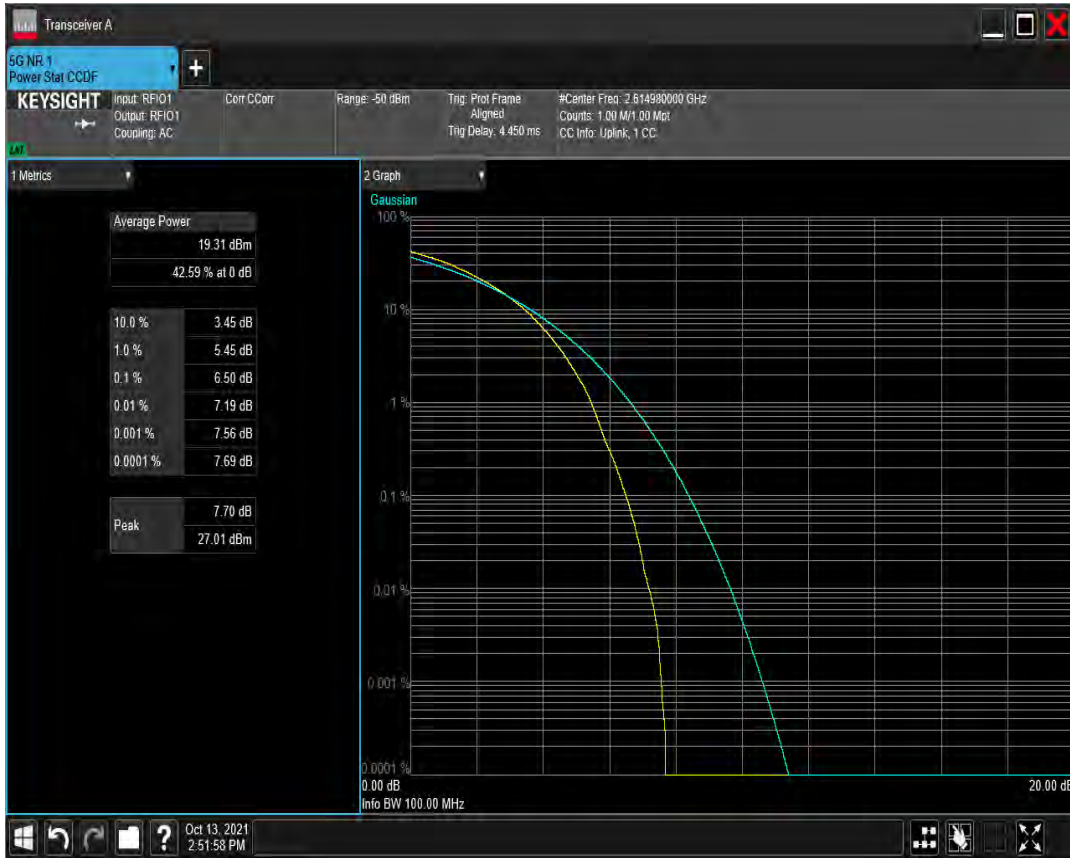 Transceiver A
5G NR 1
Power Stat CCDF
+
KEYSIGHT
Input: RFIO1
Output: RFIO1
Coupling: AC
Corr CCorr
Range: -50 dBm
Trig: Prot Frame
Aligned
Trig Delay: 4.450 ms
#Center Freq: 2.614980000 GHz
Counts: 1.00 M/1.00 Mpt
CC Info: Uplink, 1 CC
1 Metrics
Average Power
19.31 dBm
42.59 % at 0 dB
10.0 % 3.45 dB
1.0 % 5.45 dB
0.1 % 6.50 dB
0.01 % 7.19 dB
0.001 % 7.56 dB
0.0001 % 7.69 dB
Peak
7.70 dB
27.01 dBm
2 Graph
Gaussian
100 %
10 %
1 %
0.1 %
0.01 %
0.001 %
0.0001 %
0.00 dB
20.00 dB
Info BW 100.00 MHz
?
Oct 13, 2021
2:51:58 PM